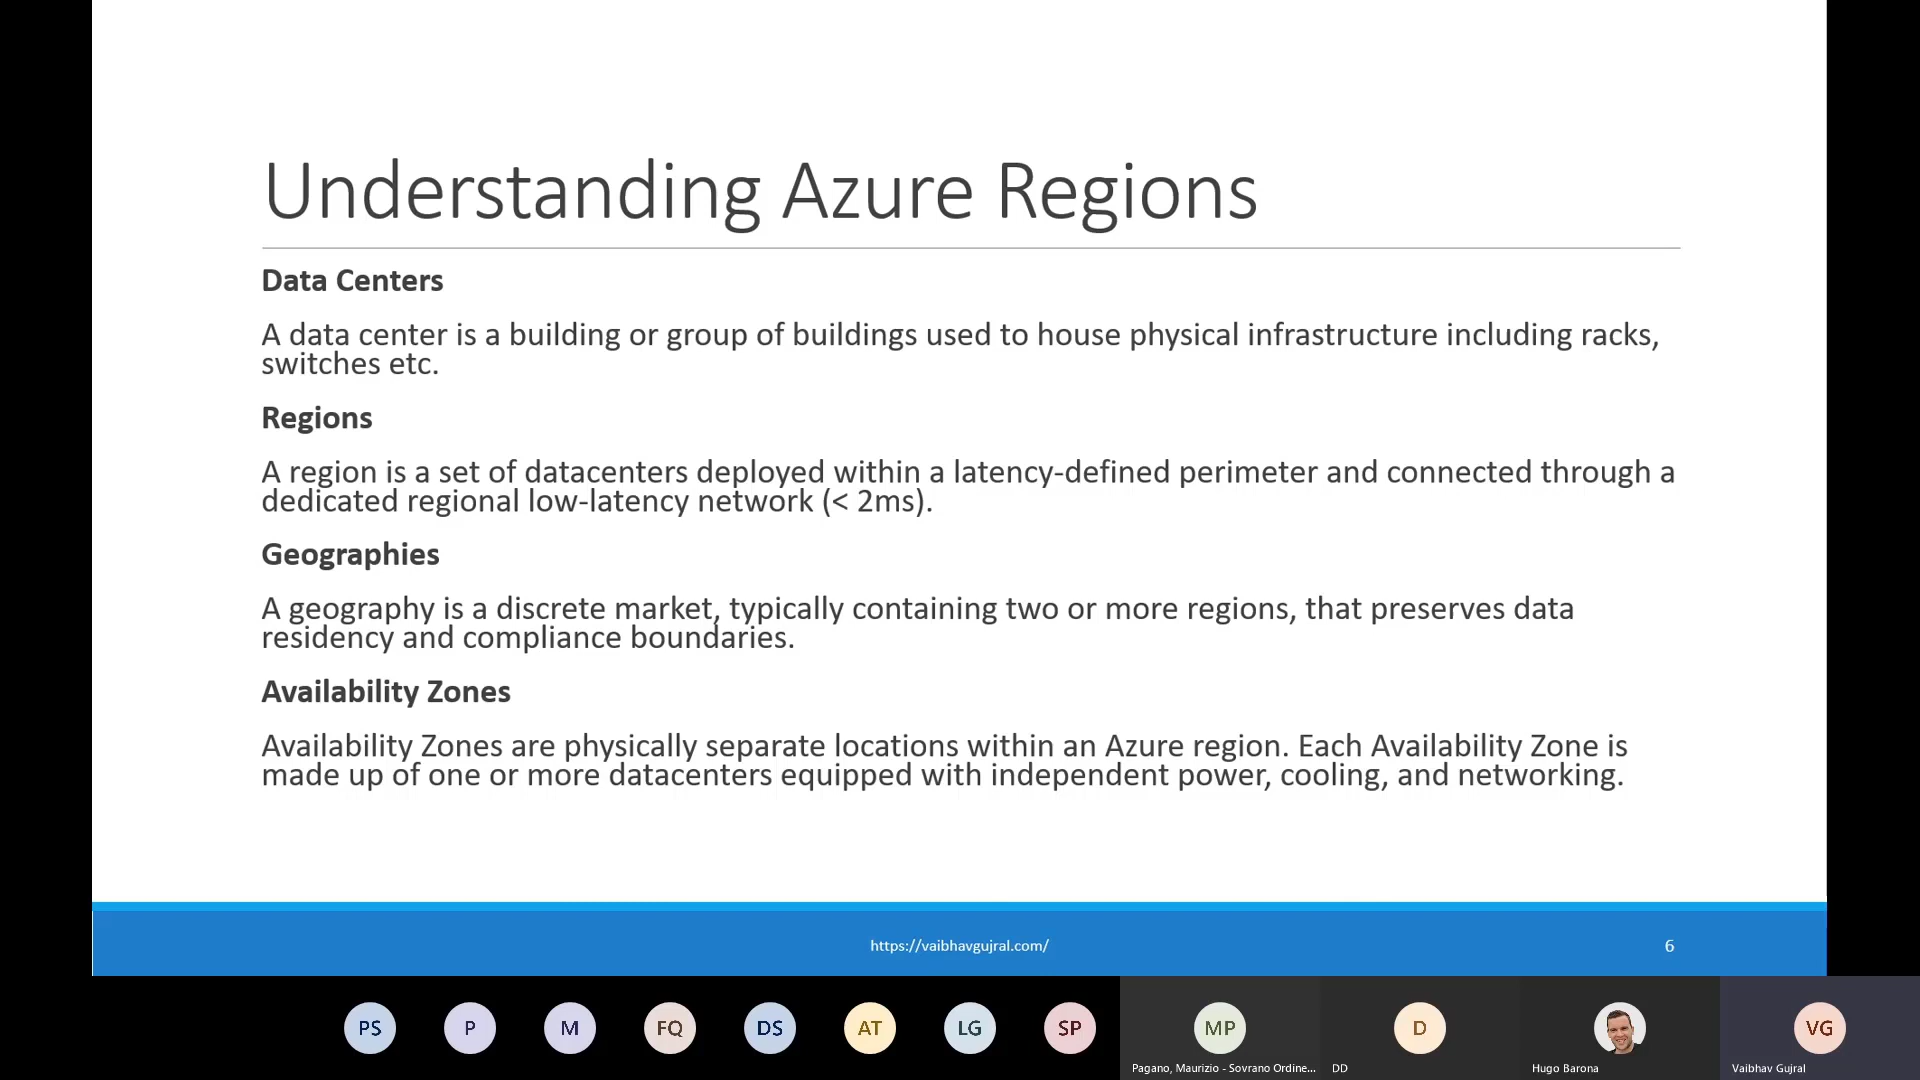 Understanding Azure Regions
Data Centers
A data center is a building or group of buildings used to house physical infrastructure including racks,
switches etc.
Regions
A region is a set of datacenters deployed within a latency-defined perimeter and connected through a
dedicated regional low-latency network (< 2ms).
Geographies
A geography is a discrete market, typically containing two or more regions, that preserves data
residency and compliance boundaries.
Availability Zones
Availability Zones are physically separate locations within an Azure region. Each Availability Zone is
made up of one or more datacenters equipped with independent power, cooling, and networking.
https://vaibhavgujral.com/
6
PS
P
M
FQ
DS
AT
LG
SP
MP
D
VG
Pagano, Maurizio - Sovrano Ordine...
DD
Hugo Barona
Vaibhav Gujral